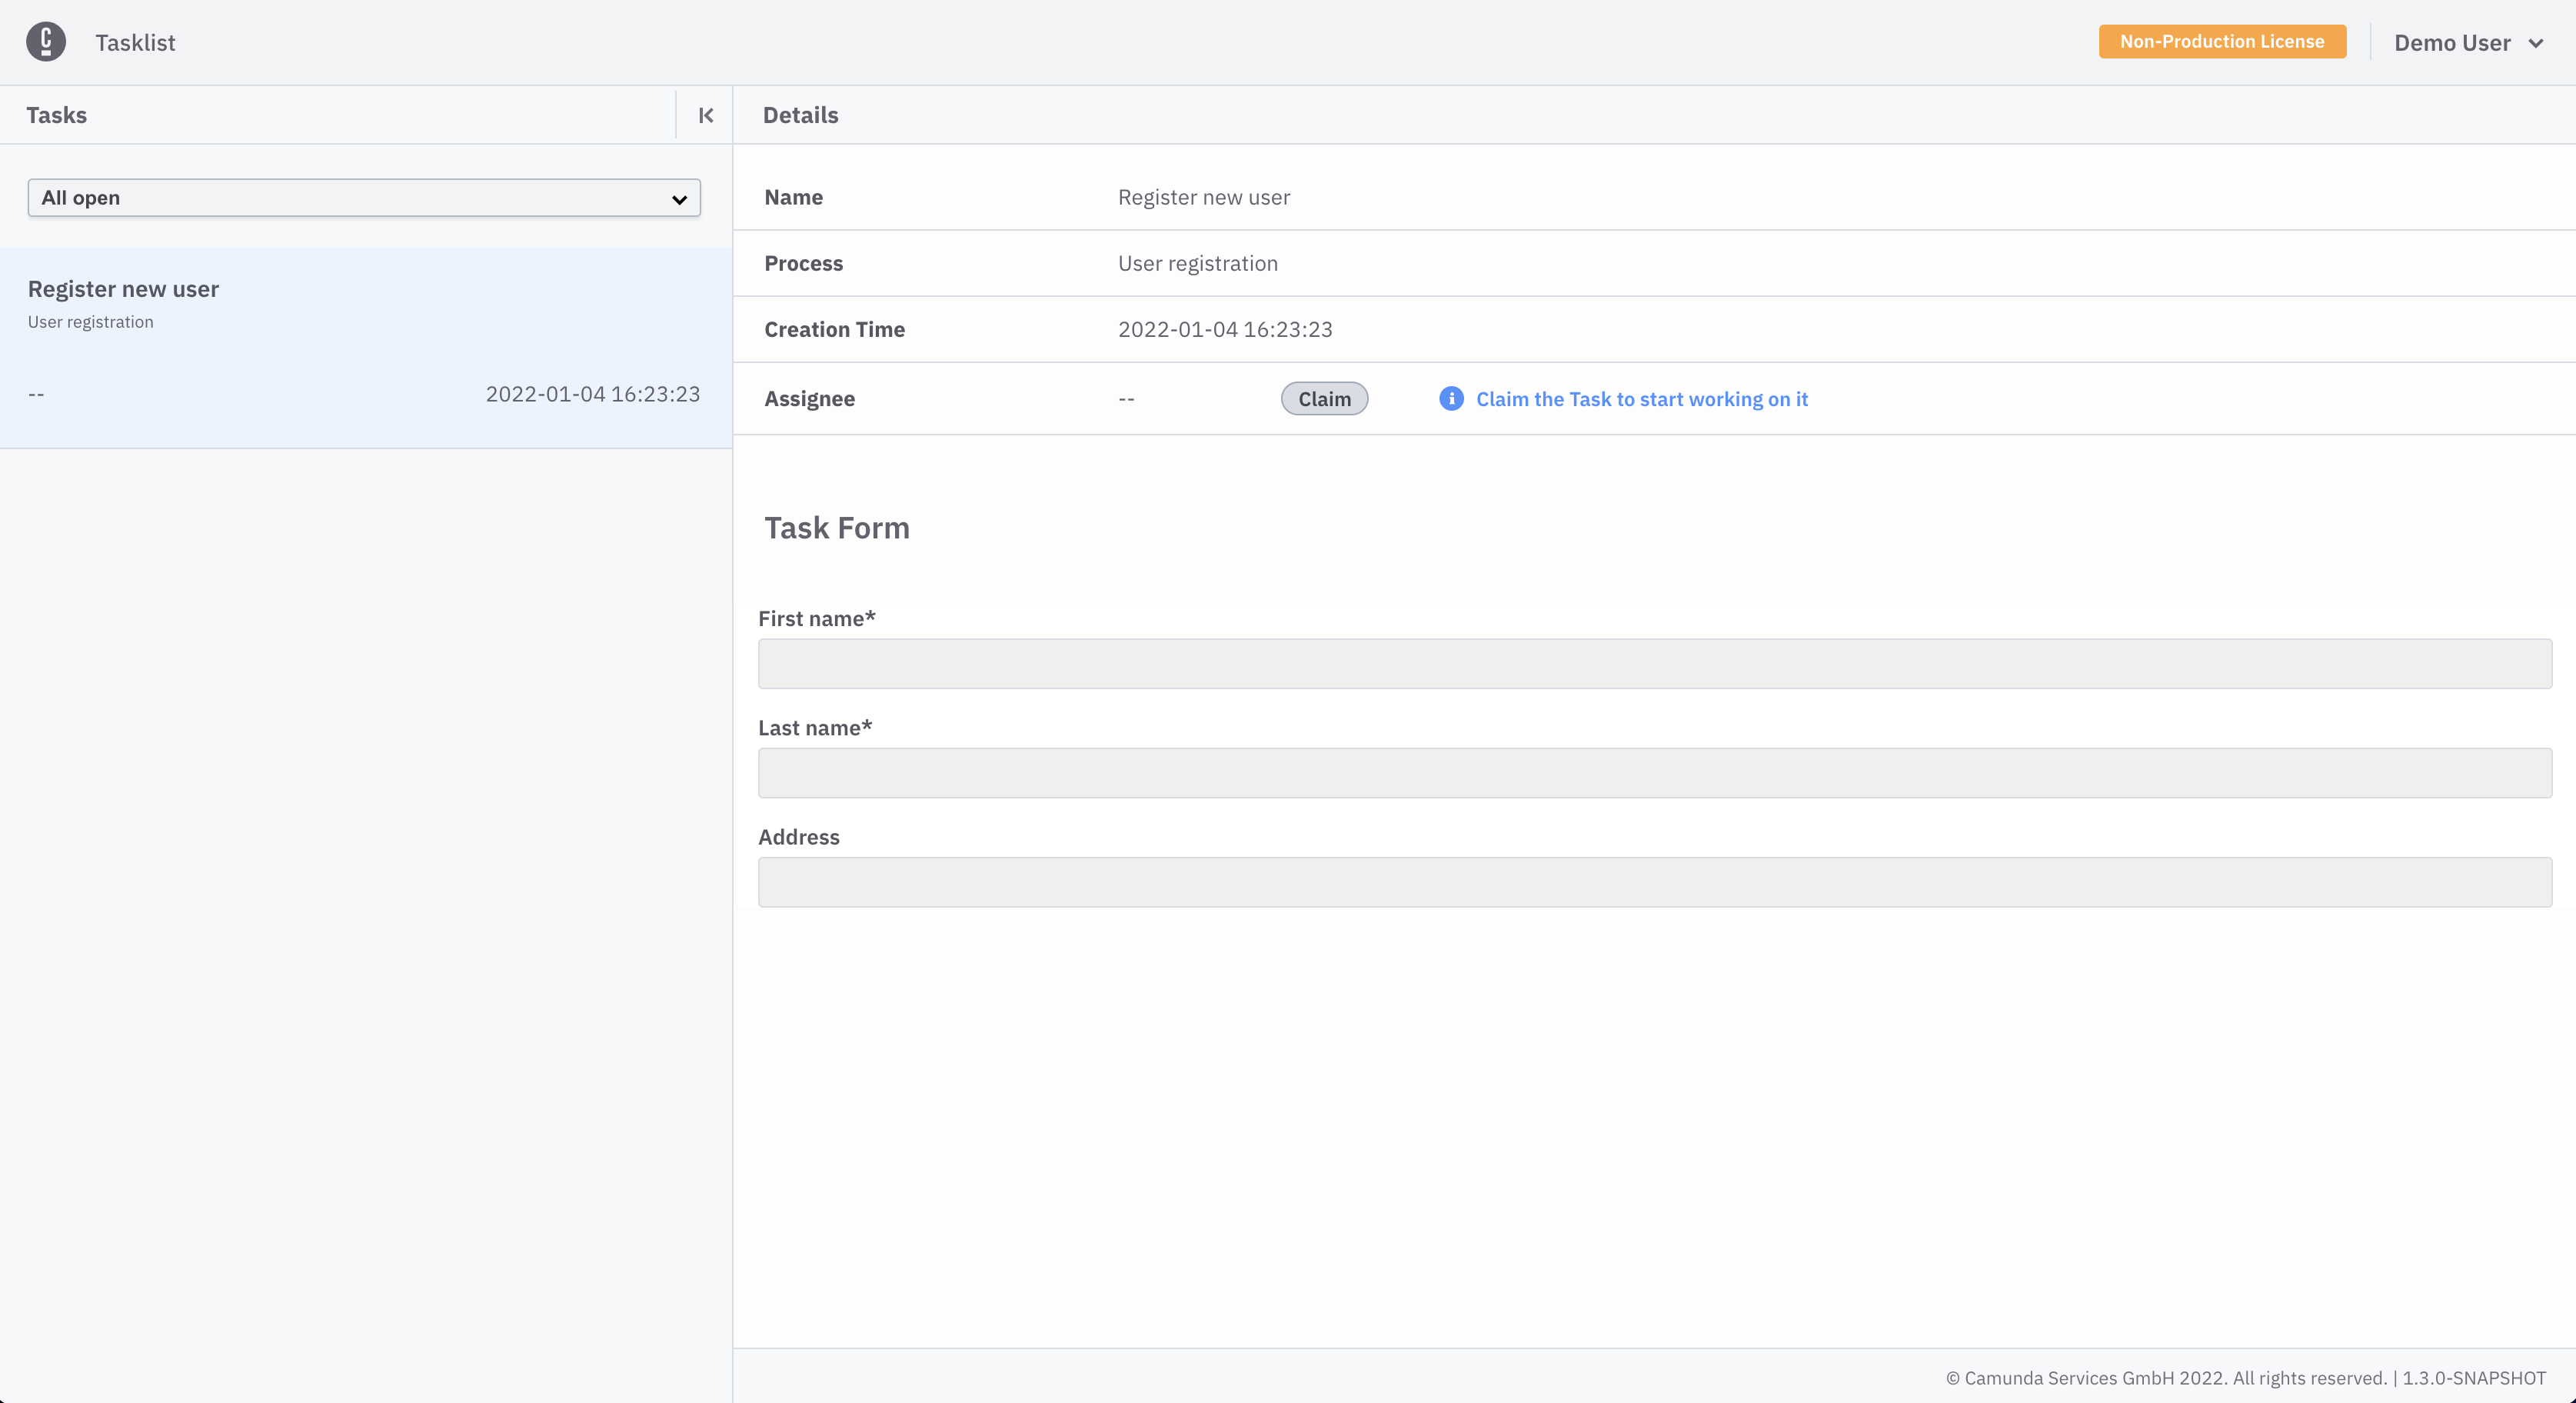 Tasklist
Non-Production License
Demo User
Tasks
Details
All open
Register new user
User registration
--
2022-01-04 16:23:23
Name
Register new user
Process
User registration
Creation Time
2022-01-04 16:23:23
Assignee
--
Claim
Claim the Task to start working on it
Task Form
First name*
Last name*
Address
© Camunda Services GmbH 2022. All rights reserved. | 1.3.0-SNAPSHOT